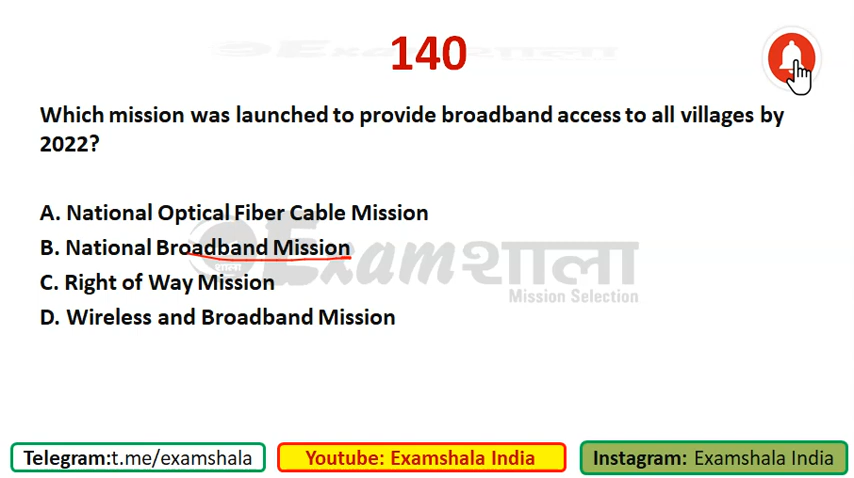 140
Which mission was launched to provide broadband access to all villages by
2022?
A. National Optical Fiber Cable Mission
B. National Broadband Mission
C. Right of Way Mission
D. Wireless and Broadband Mission
Examशाला
शाला
Mission Selection
Telegram:t.me/examshala
Youtube: Examshala India
Instagram: Examshala India